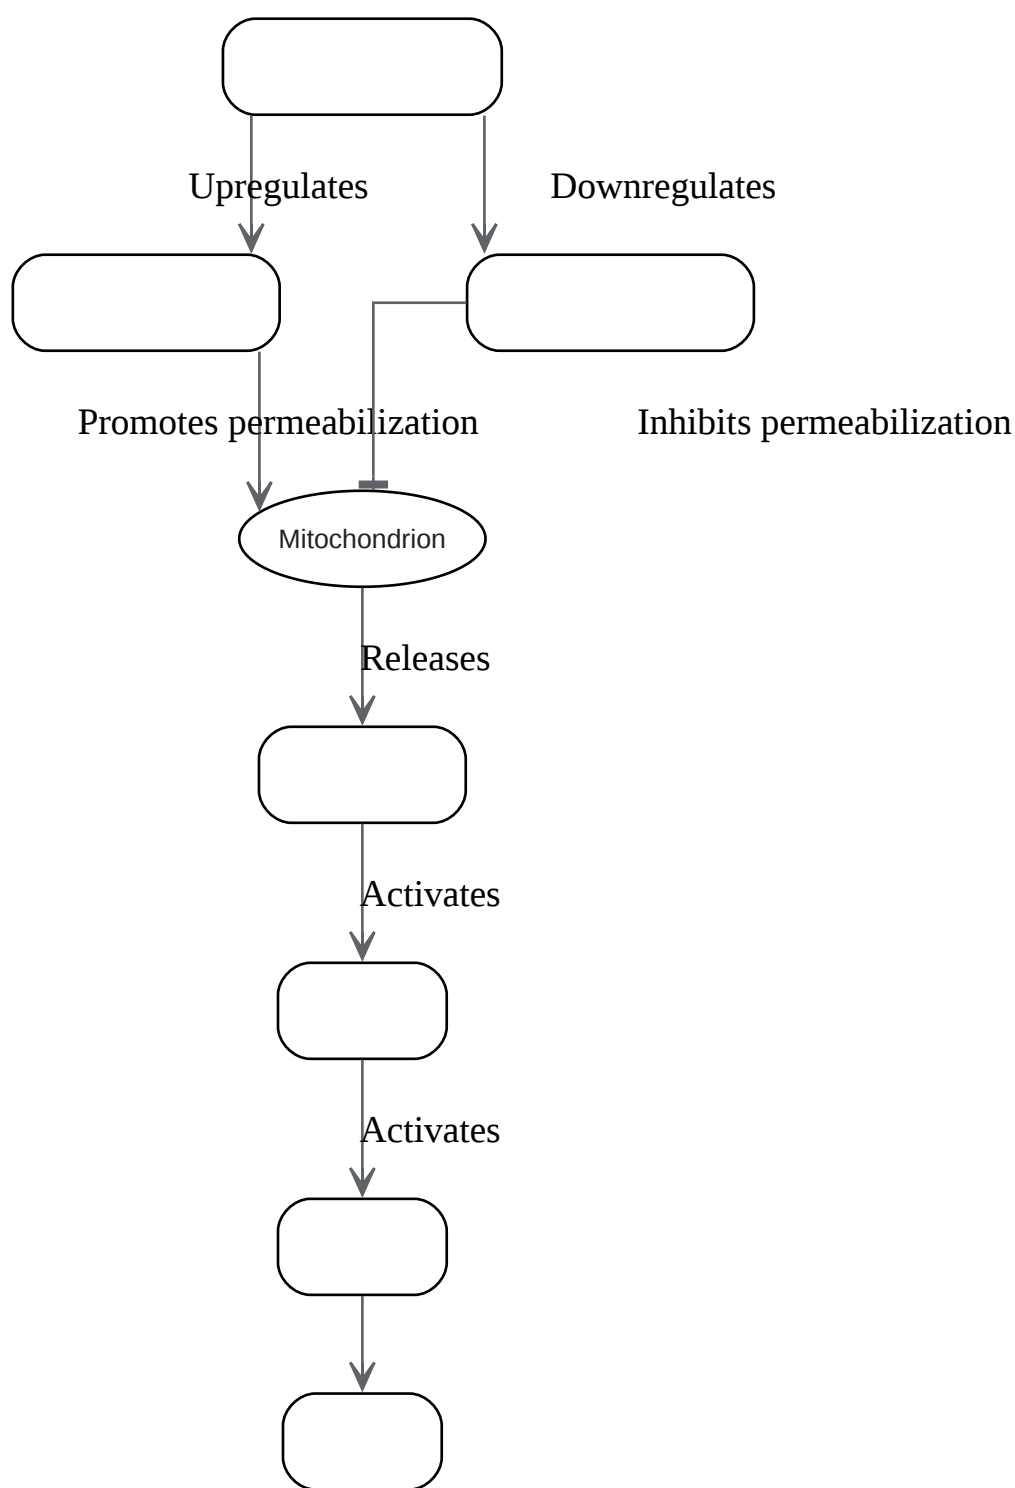 Upregulates
Downregulates
Promotes permeabilization
Inhibits permeabilization
Mitochondrion
Releases
Activates
Activates